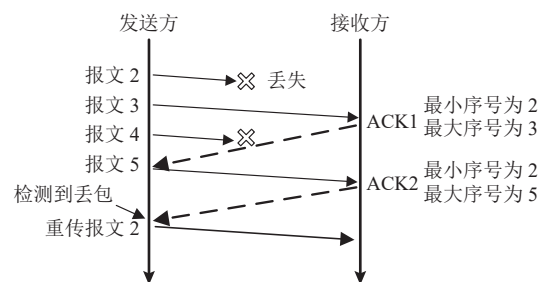 发送方
接收方
报文 2
丢失
报文 3
ACK1
最小序号为 2
最大序号为 3
报文 4
报文 5
ACK2
最小序号为 2
最大序号为 5
检测到丢包
重传报文 2